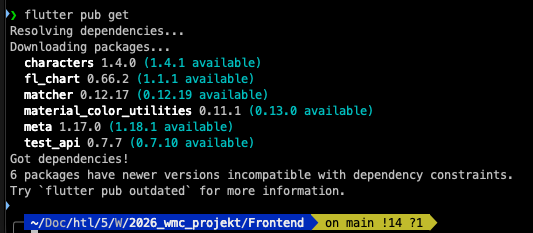 ❯ flutter pub get
Resolving dependencies...
Downloading packages...
characters 1.4.0 (1.4.1 available)
fl_chart 0.66.2 (1.1.1 available)
matcher 0.12.17 (0.12.19 available)
material_color_utilities 0.11.1 (0.13.0 available)
meta 1.17.0 (1.18.1 available)
test_api 0.7.7 (0.7.10 available)
Got dependencies!
6 packages have newer versions incompatible with dependency constraints.
Try `flutter pub outdated` for more information.
~/Doc/htl/5/W/2026_wmc_projekt/Frontend on main !14 ?1